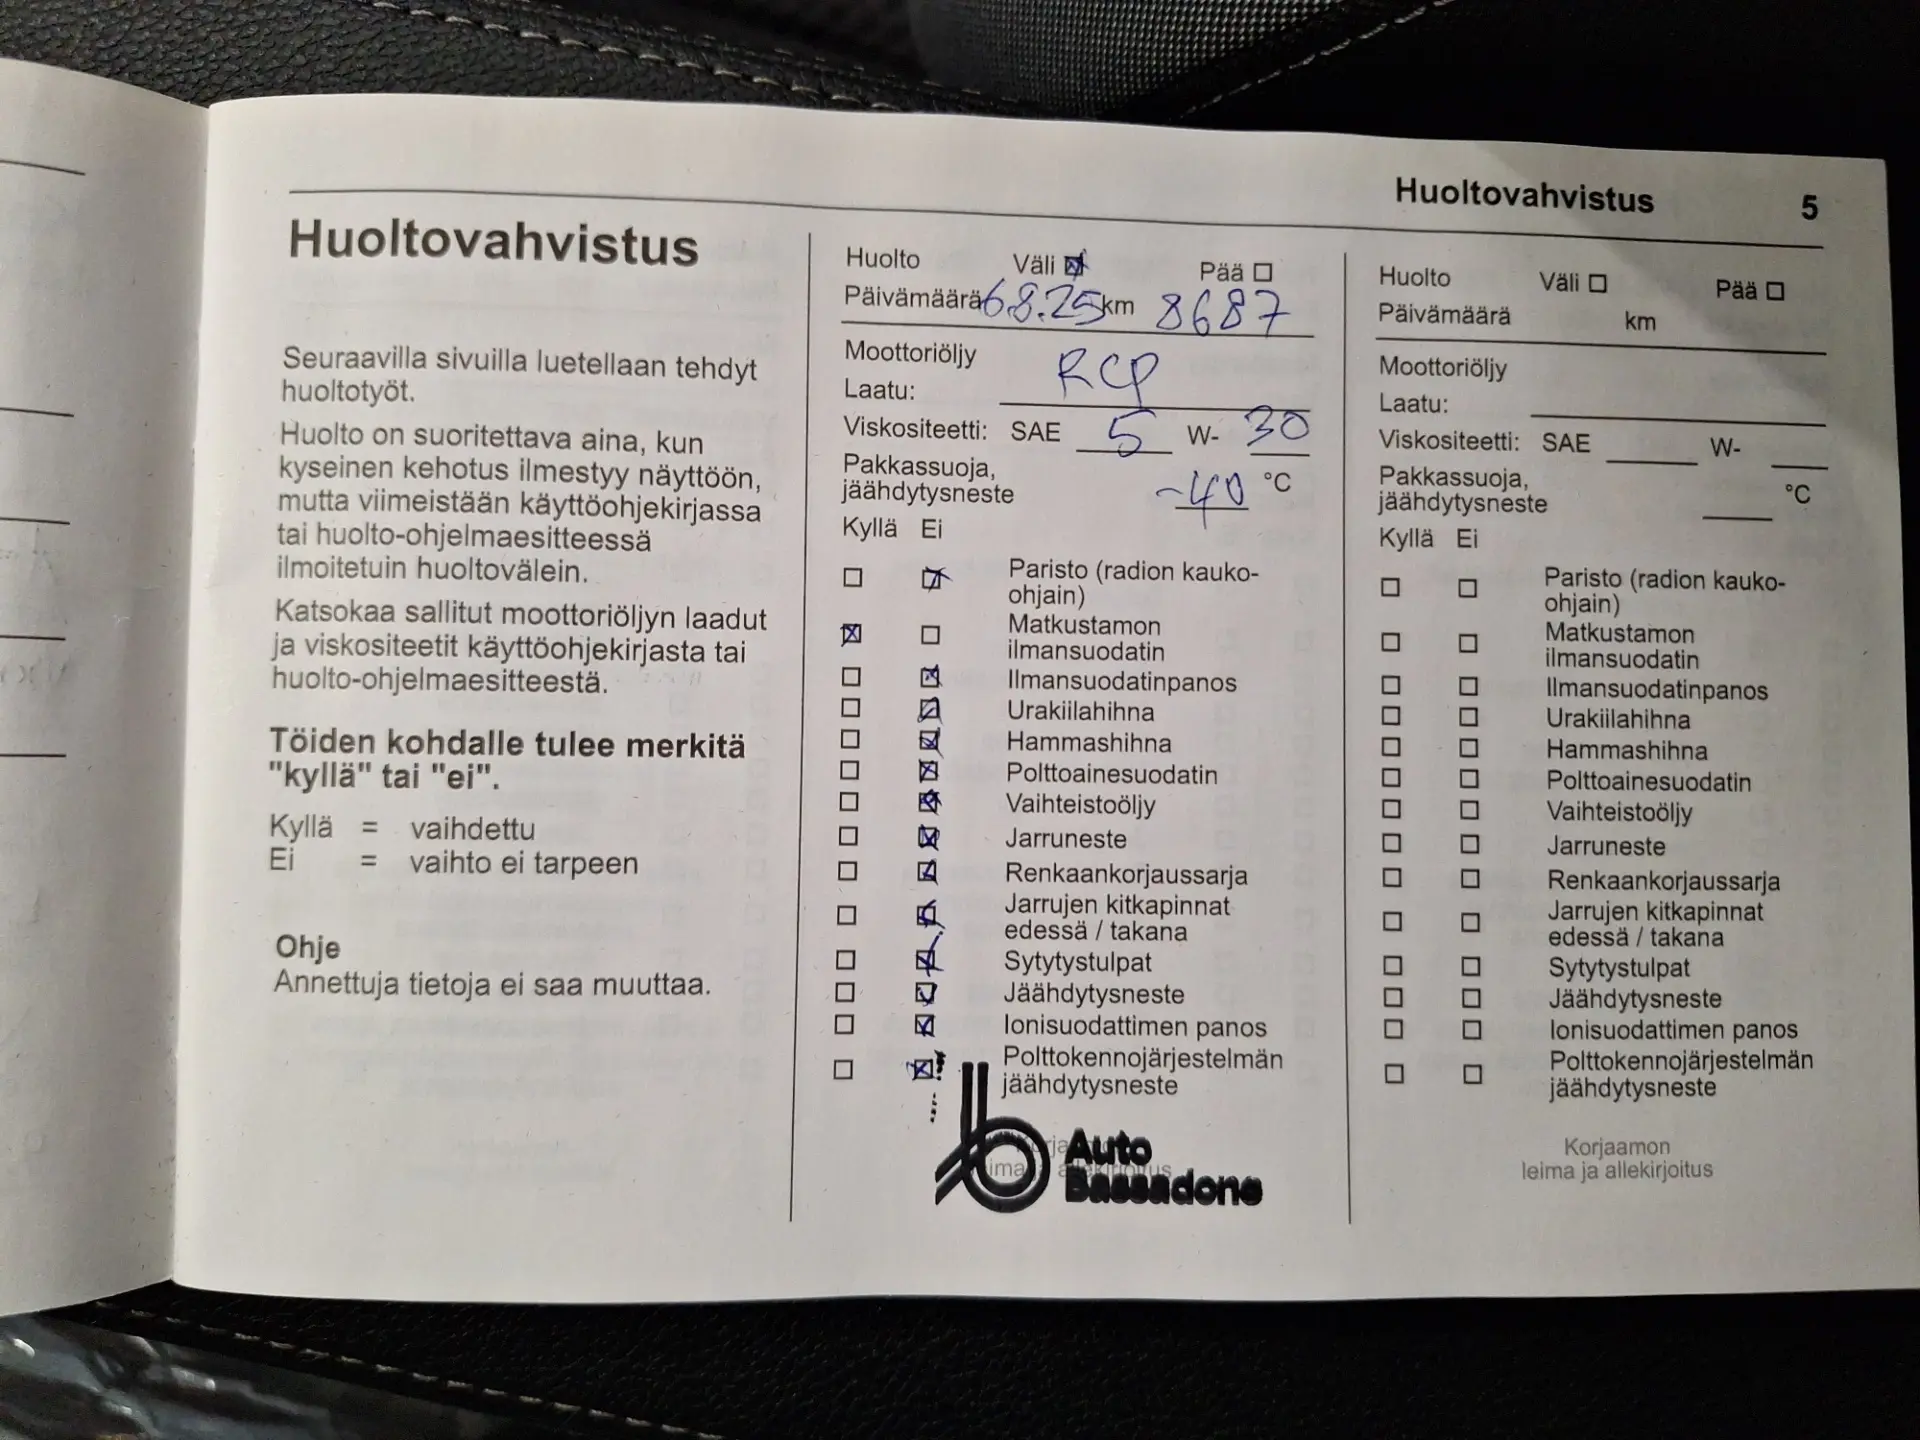 Huoltovahvistus 5
Huoltovahvistus
Seuraavilla sivuilla luetellaan tehdyt
huoltotyöt.
Huolto on suoritettava aina, kun
kyseinen kehotus ilmestyy näyttöön,
mutta viimeistään käyttöohjekirjassa
tai huolto-ohjelmaesitteessä
ilmoitetuin huoltovälein.
Katsokaa sallitut moottoriöljyn laadut
ja viskositeetit käyttöohjekirjasta tai
huolto-ohjelmaesitteestä.
Töiden kohdalle tulee merkitä
"kyllä" tai "ei".
Kyllä = vaihdettu
Ei = vaihto ei tarpeen
Ohje
Annettuja tietoja ei saa muuttaa.
Huolto Väli Pää
Päivämäärä 6.8.25 km 8687
Moottoriöljy
Laatu: RCP
Viskositeetti: SAE 5 W- 30
Pakkassuoja,
jäähdytysneste -40 °C
Kyllä Ei
Paristo (radion kauko-
ohjain)
Matkustamon
ilmansuodatin
Ilmansuodatinpanos
Urakiilahihna
Hammashihna
Polttoainesuodatin
Vaihteistoöljy
Jarruneste
Renkaankorjaussarja
Jarrujen kitkapinnat
edessä / takana
Sytytystulpat
Jäähdytysneste
Ionisuodattimen panos
Polttokennojärjestelmän
jäähdytysneste
Auto
Bassadone
Huolto Väli Pää
Päivämäärä km
Moottoriöljy
Laatu:
Viskositeetti: SAE W-
Pakkassuoja,
jäähdytysneste °C
Kyllä Ei
Paristo (radion kauko-
ohjain)
Matkustamon
ilmansuodatin
Ilmansuodatinpanos
Urakiilahihna
Hammashihna
Polttoainesuodatin
Vaihteistoöljy
Jarruneste
Renkaankorjaussarja
Jarrujen kitkapinnat
edessä / takana
Sytytystulpat
Jäähdytysneste
Ionisuodattimen panos
Polttokennojärjestelmän
jäähdytysneste
Korjaamon
leima ja allekirjoitus